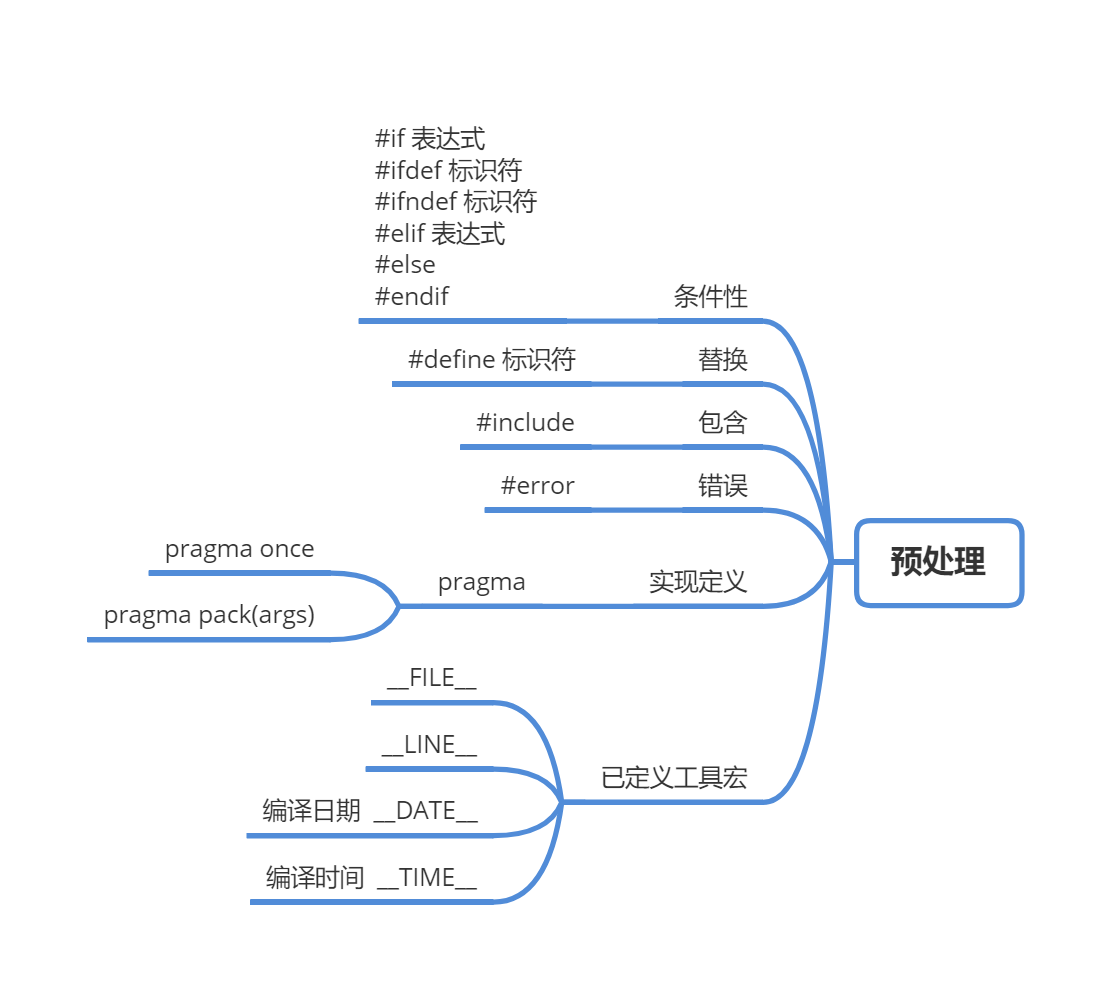 #if 表达式
#ifdef 标识符
#ifndef 标识符
#elif 表达式
#else
#endif
条件性
#define 标识符
替换
#include
包含
#error
错误
pragma once
pragma pack(args)
pragma
实现定义
预处理
__FILE__
__LINE__
编译日期 __DATE__
编译时间 __TIME__
已定义工具宏